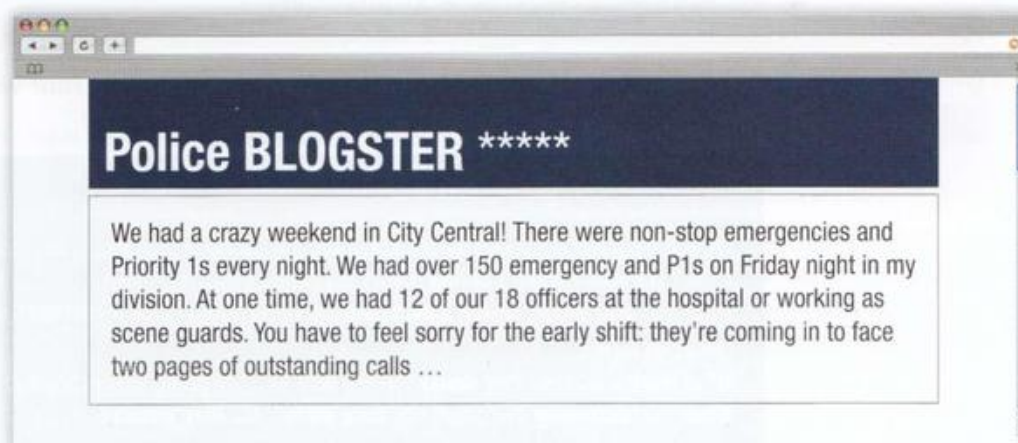 Police BLOGSTER *****
We had a crazy weekend in City Central! There were non-stop emergencies and
Priority 1s every night. We had over 150 emergency and P1s on Friday night in my
division. At one time, we had 12 of our 18 officers at the hospital or working as
scene guards. You have to feel sorry for the early shift: they're coming in to face
two pages of outstanding calls …